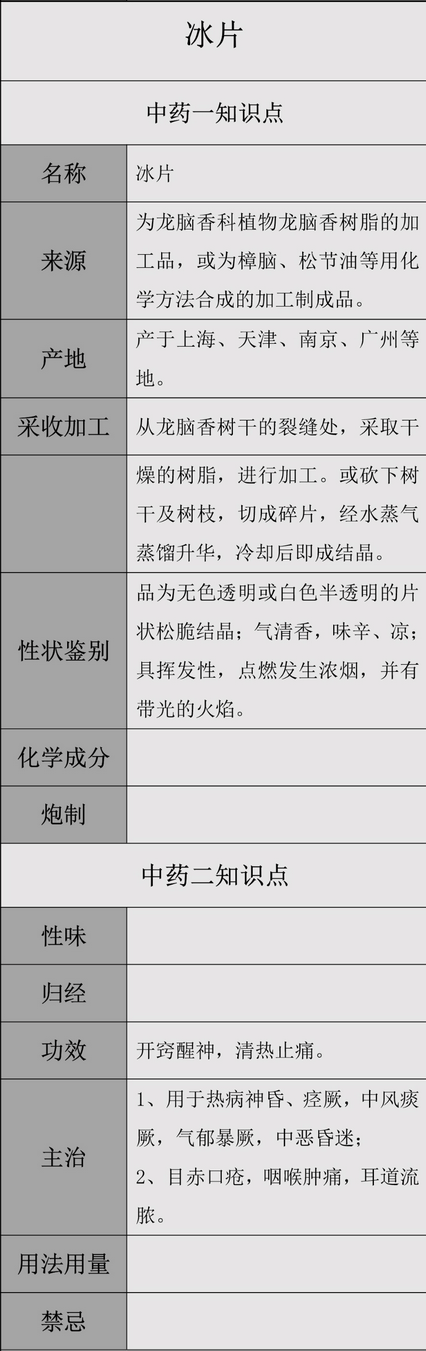 冰片
中药一知识点
名称
冰片
来源
为龙脑香科植物龙脑香树脂的加
工品，或为樟脑、松节油等用化
学方法合成的加工制成品。
产地
产于上海、天津、南京、广州等
地。
采收加工
从龙脑香树干的裂缝处，采取干
燥的树脂，进行加工。或砍下树
干及树枝，切成碎片，经水蒸气
蒸馏升华，冷却后即成结晶。
性状鉴别
品为无色透明或白色半透明的片
状松脆结晶；气清香，味辛、凉；
具挥发性，点燃发生浓烟，并有
带光的火焰。
化学成分
炮制
中药二知识点
性味
归经
功效
开窍醒神，清热止痛。
主治
1、用于热病神昏、痉厥，中风痰
厥，气郁暴厥，中恶昏迷；
2、目赤口疮，咽喉肿痛，耳道流
脓。
用法用量
禁忌